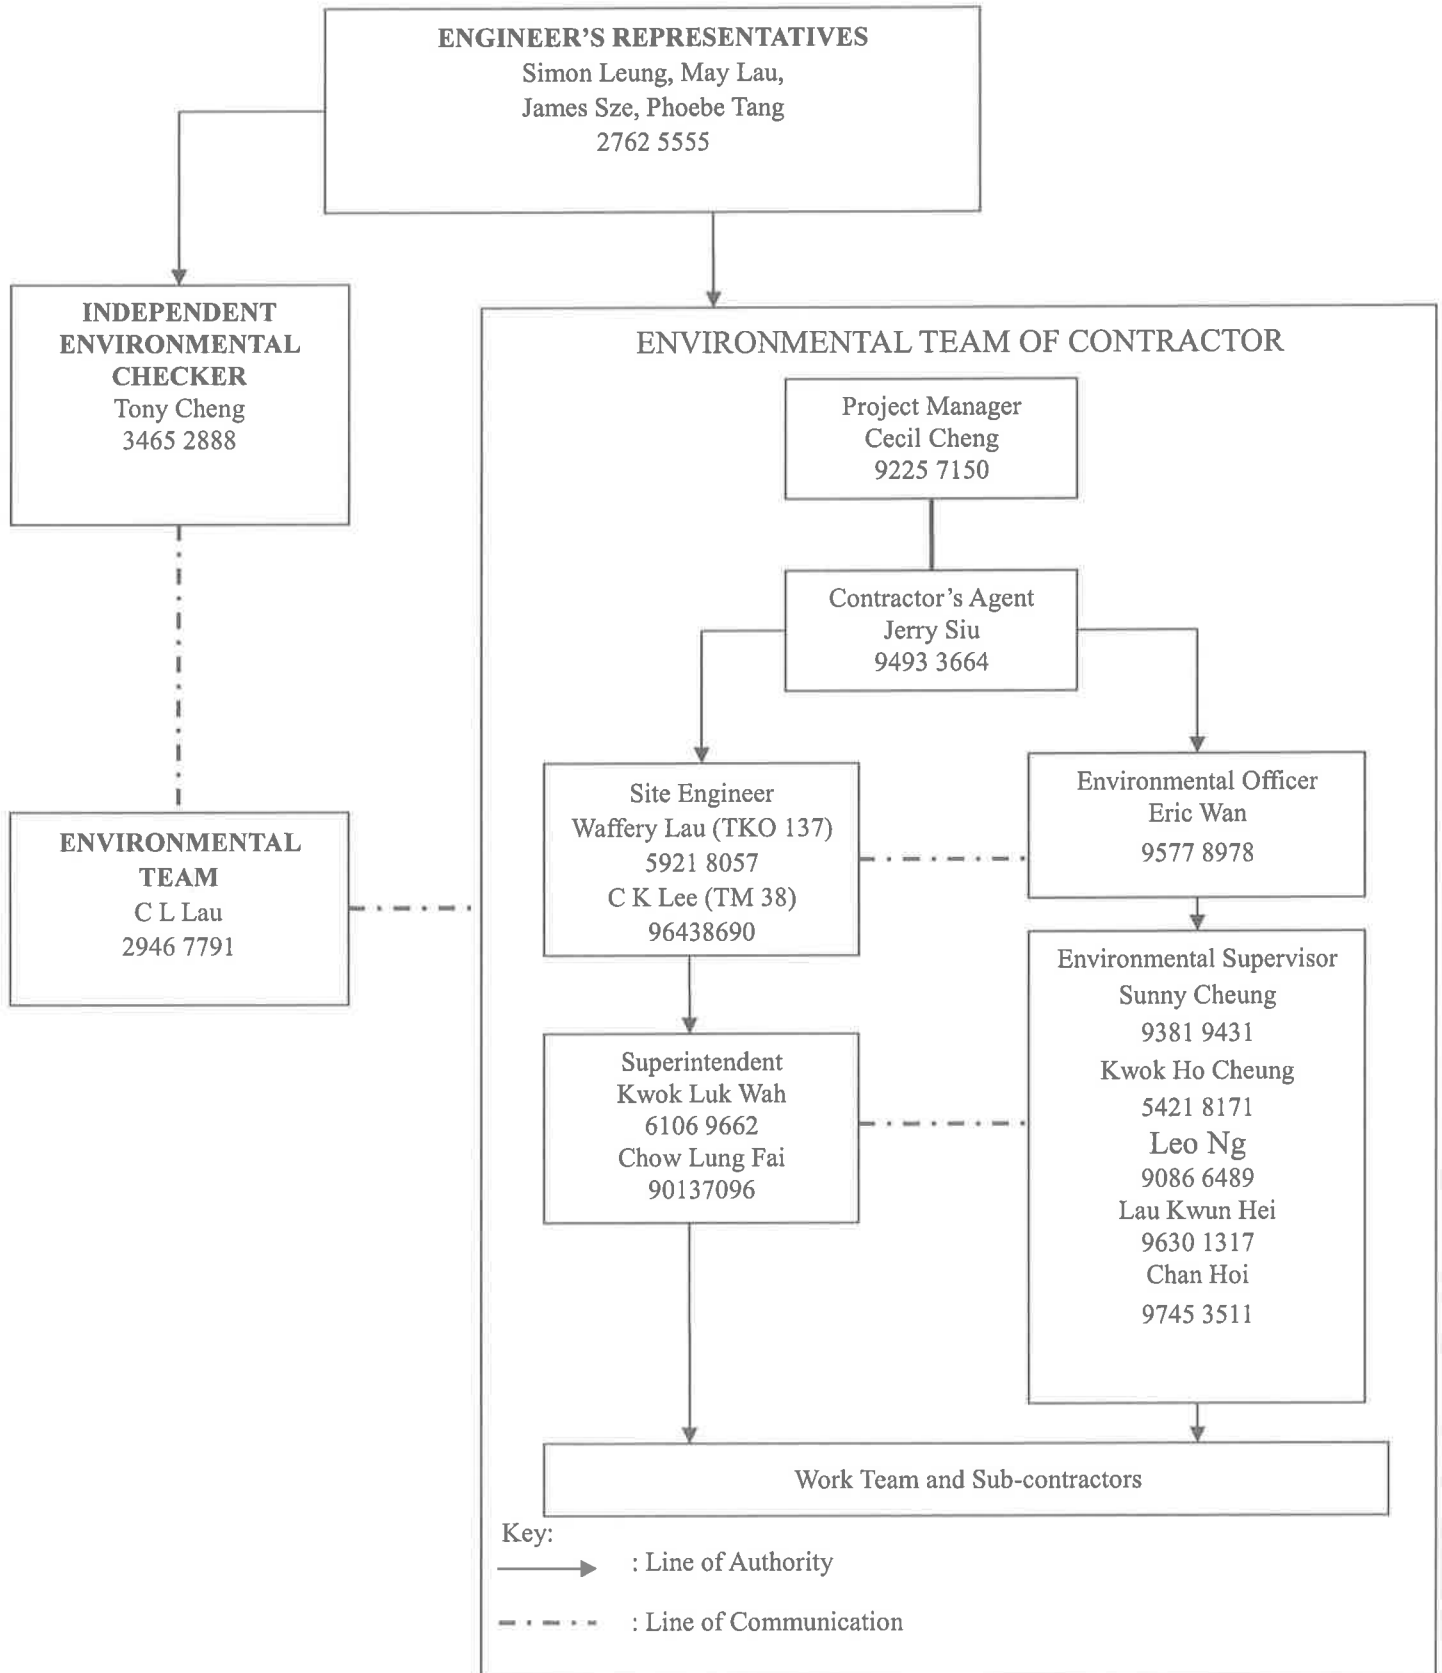 ENGINEER’S REPRESENTATIVES
Simon Leung, May Lau,
James Sze, Phoebe Tang
2762 5555
INDEPENDENT
ENVIRONMENTAL
CHECKER
Tony Cheng
3465 2888
ENVIRONMENTAL
TEAM
C L Lau
2946 7791
ENVIRONMENTAL TEAM OF CONTRACTOR
Project Manager
Cecil Cheng
9225 7150
Contractor’s Agent
Jerry Siu
9493 3664
Site Engineer
Waffery Lau (TKO 137)
5921 8057
C K Lee (TM 38)
96438690
Environmental Officer
Eric Wan
9577 8978
Superintendent
Kwok Luk Wah
6106 9662
Chow Lung Fai
90137096
Environmental Supervisor
Sunny Cheung
9381 9431
Kwok Ho Cheung
5421 8171
Leo Ng
9086 6489
Lau Kwun Hei
9630 1317
Chan Hoi
9745 3511
Work Team and Sub-contractors
Key:
: Line of Authority
: Line of Communication